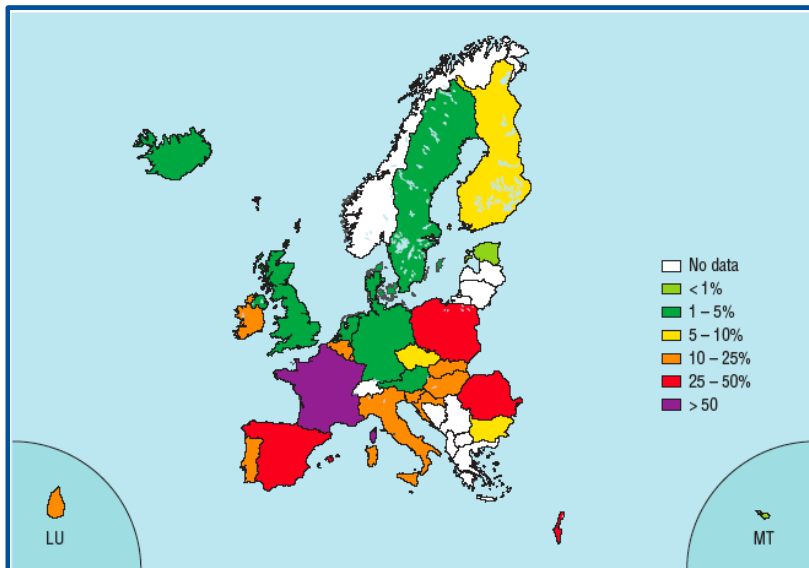 No data
< 1%
1 – 5%
5 – 10%
10 – 25%
25 – 50%
> 50
LU
MT